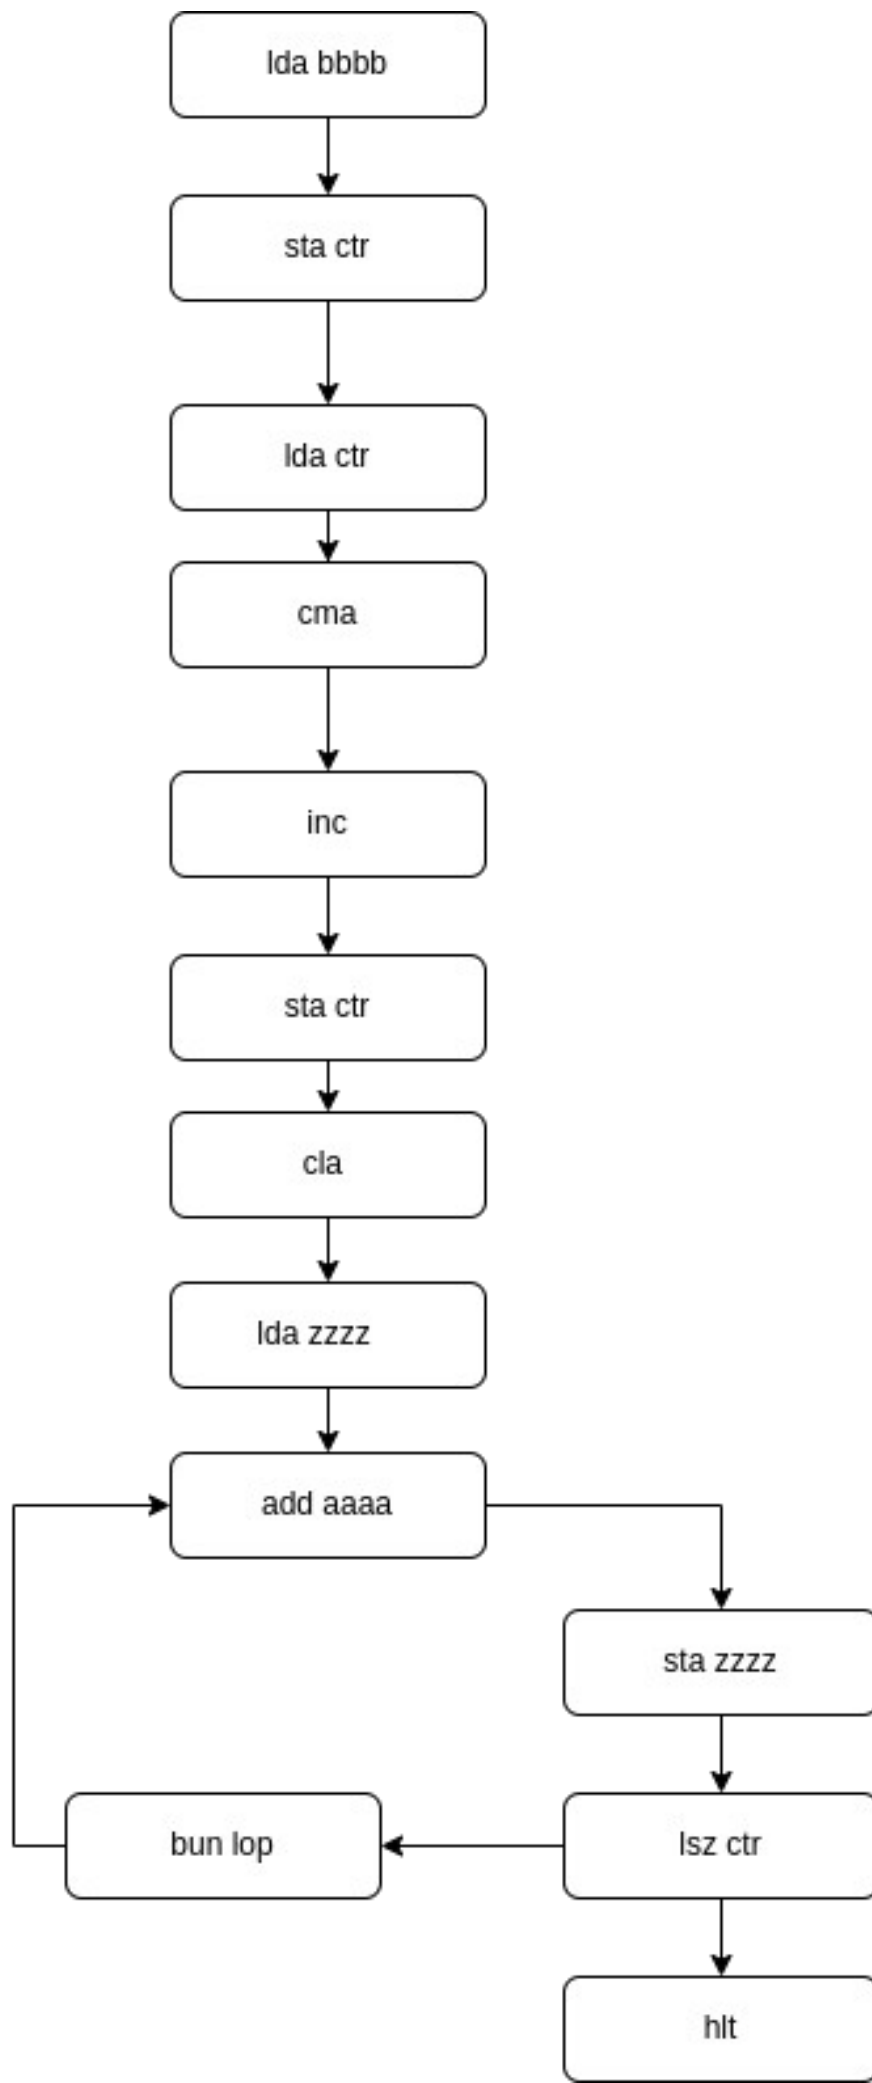 lda bbbb
sta ctr
lda ctr
cma
inc
sta ctr
cla
lda zzzz
add aaaa
sta zzzz
bun lop
lsz ctr
hlt